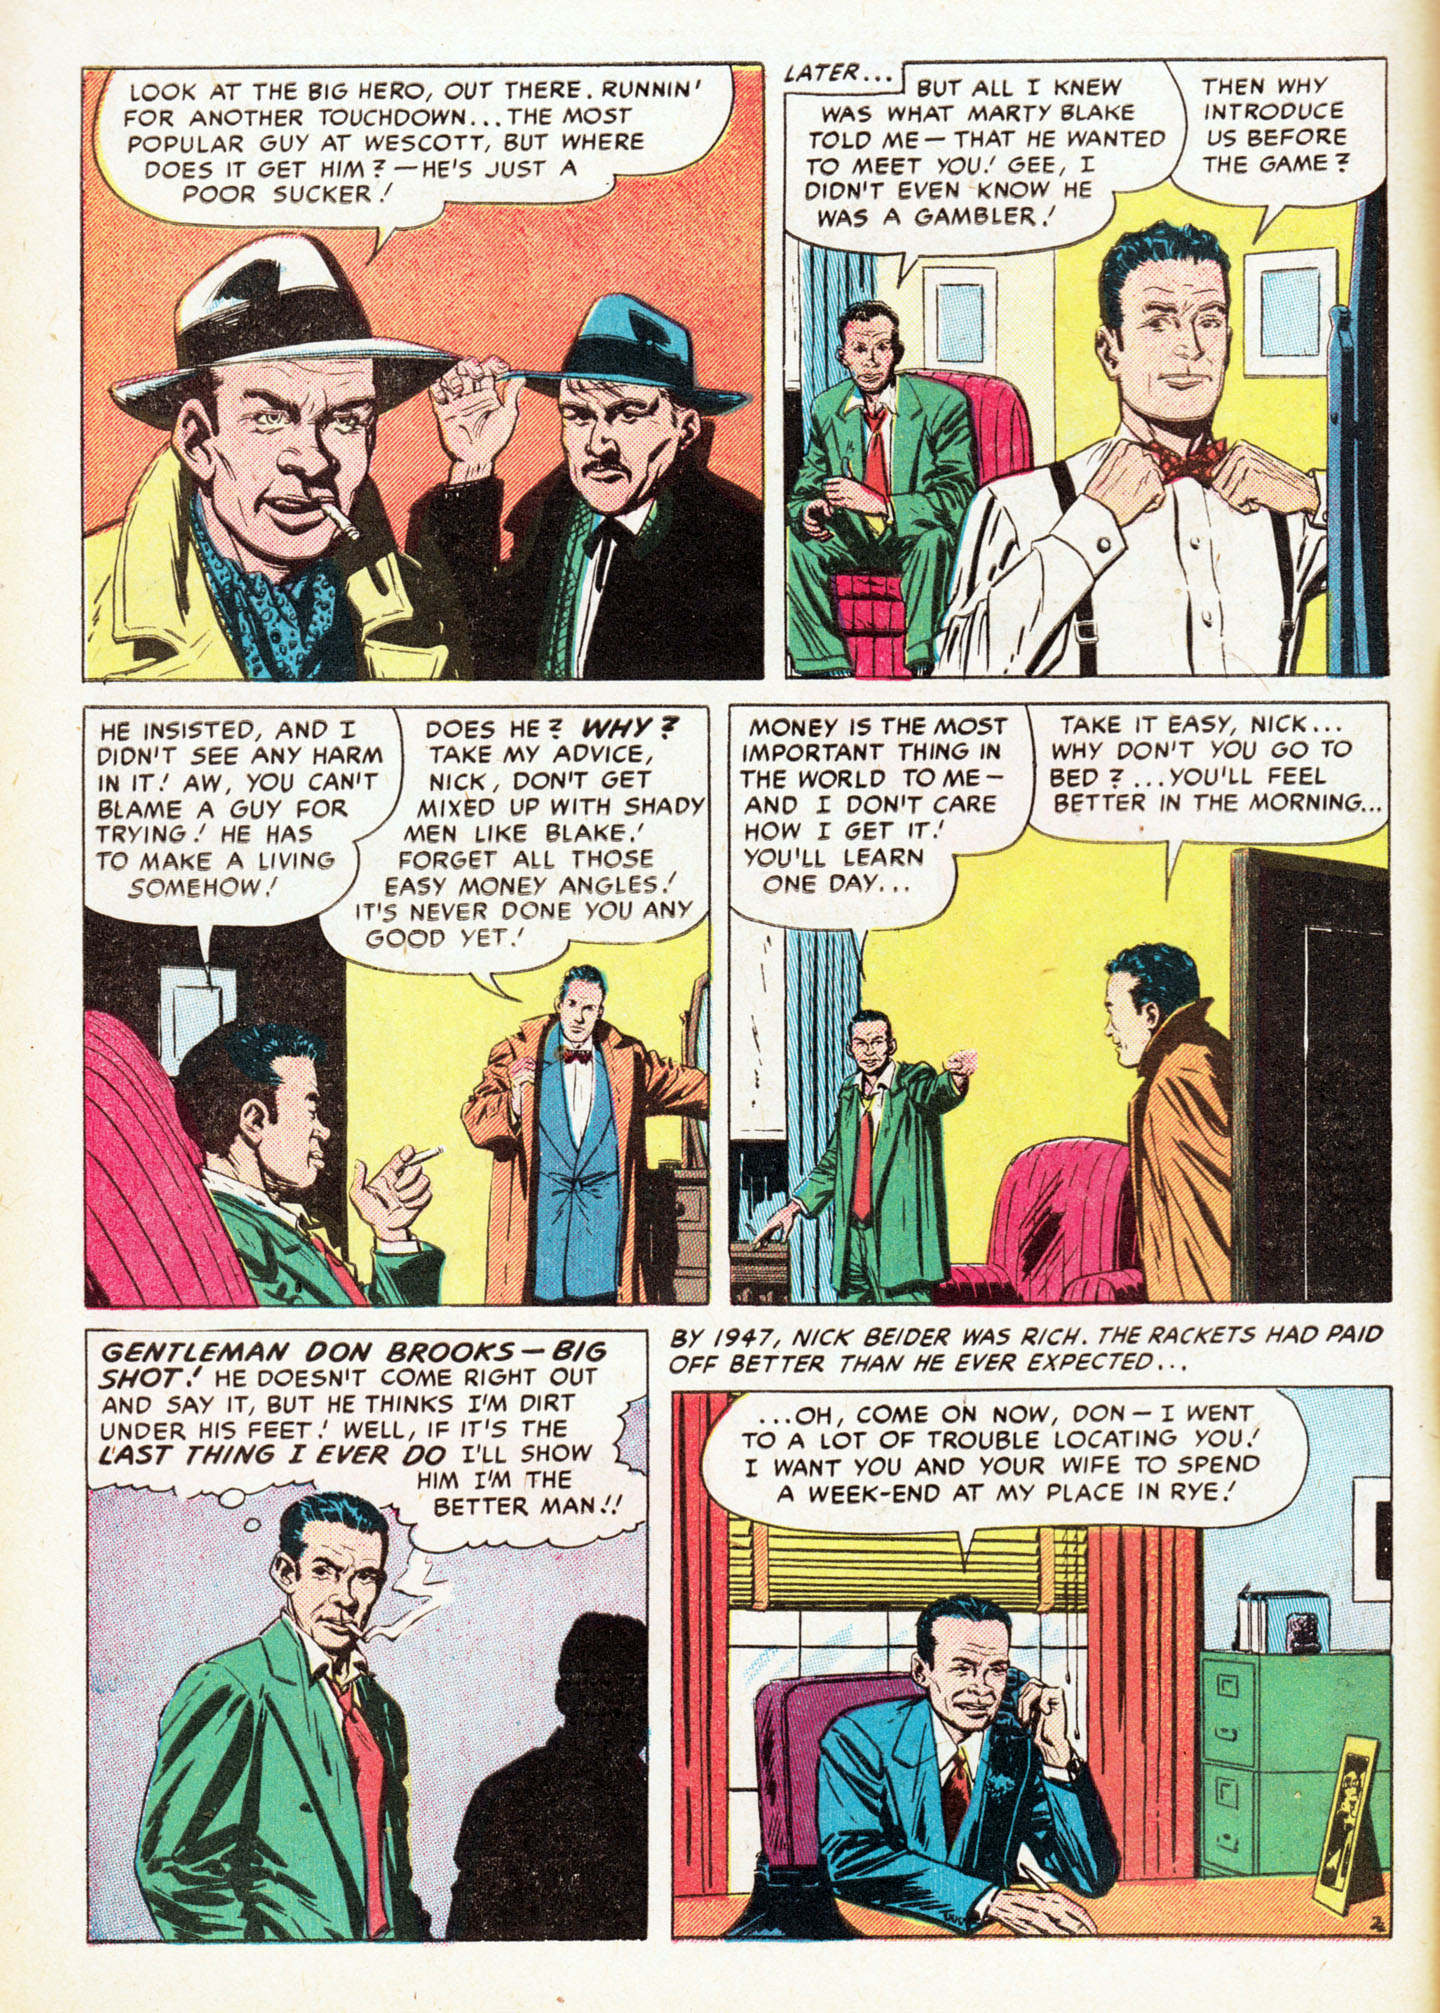 LOOK AT THE BIG HERO, OUT THERE. RUNNIN'
FOR ANOTHER TOUCHDOWN... THE MOST
POPULAR GUY AT WESCOTT, BUT WHERE
DOES IT GET HIM? — HE'S JUST A
POOR SUCKER!
LATER...
BUT ALL I KNEW
WAS WHAT MARTY BLAKE
TOLD ME — THAT HE WANTED
TO MEET YOU! GEE, I
DIDN'T EVEN KNOW HE
WAS A GAMBLER!
THEN WHY
INTRODUCE
US BEFORE
THE GAME?
HE INSISTED, AND I
DIDN'T SEE ANY HARM
IN IT! AW, YOU CAN'T
BLAME A GUY FOR
TRYING! HE HAS
TO MAKE A LIVING
SOMEHOW!
DOES HE? WHY?
TAKE MY ADVICE,
NICK, DON'T GET
MIXED UP WITH SHADY
MEN LIKE BLAKE!
FORGET ALL THOSE
EASY MONEY ANGLES!
IT'S NEVER DONE YOU ANY
GOOD YET!
MONEY IS THE MOST
IMPORTANT THING IN
THE WORLD TO ME —
AND I DON'T CARE
HOW I GET IT!
YOU'LL LEARN
ONE DAY...
TAKE IT EASY, NICK...
WHY DON'T YOU GO TO
BED? ...YOU'LL FEEL
BETTER IN THE MORNING...
GENTLEMAN DON BROOKS — BIG
SHOT! HE DOESN'T COME RIGHT OUT
AND SAY IT, BUT HE THINKS I'M DIRT
UNDER HIS FEET! WELL, IF IT'S THE
LAST THING I EVER DO I'LL SHOW
HIM I'M THE
BETTER MAN!!
BY 1947, NICK BEIDER WAS RICH. THE RACKETS HAD PAID
OFF BETTER THAN HE EVER EXPECTED...
...OH, COME ON NOW, DON — I WENT
TO A LOT OF TROUBLE LOCATING YOU!
I WANT YOU AND YOUR WIFE TO SPEND
A WEEK-END AT MY PLACE IN RYE!
2